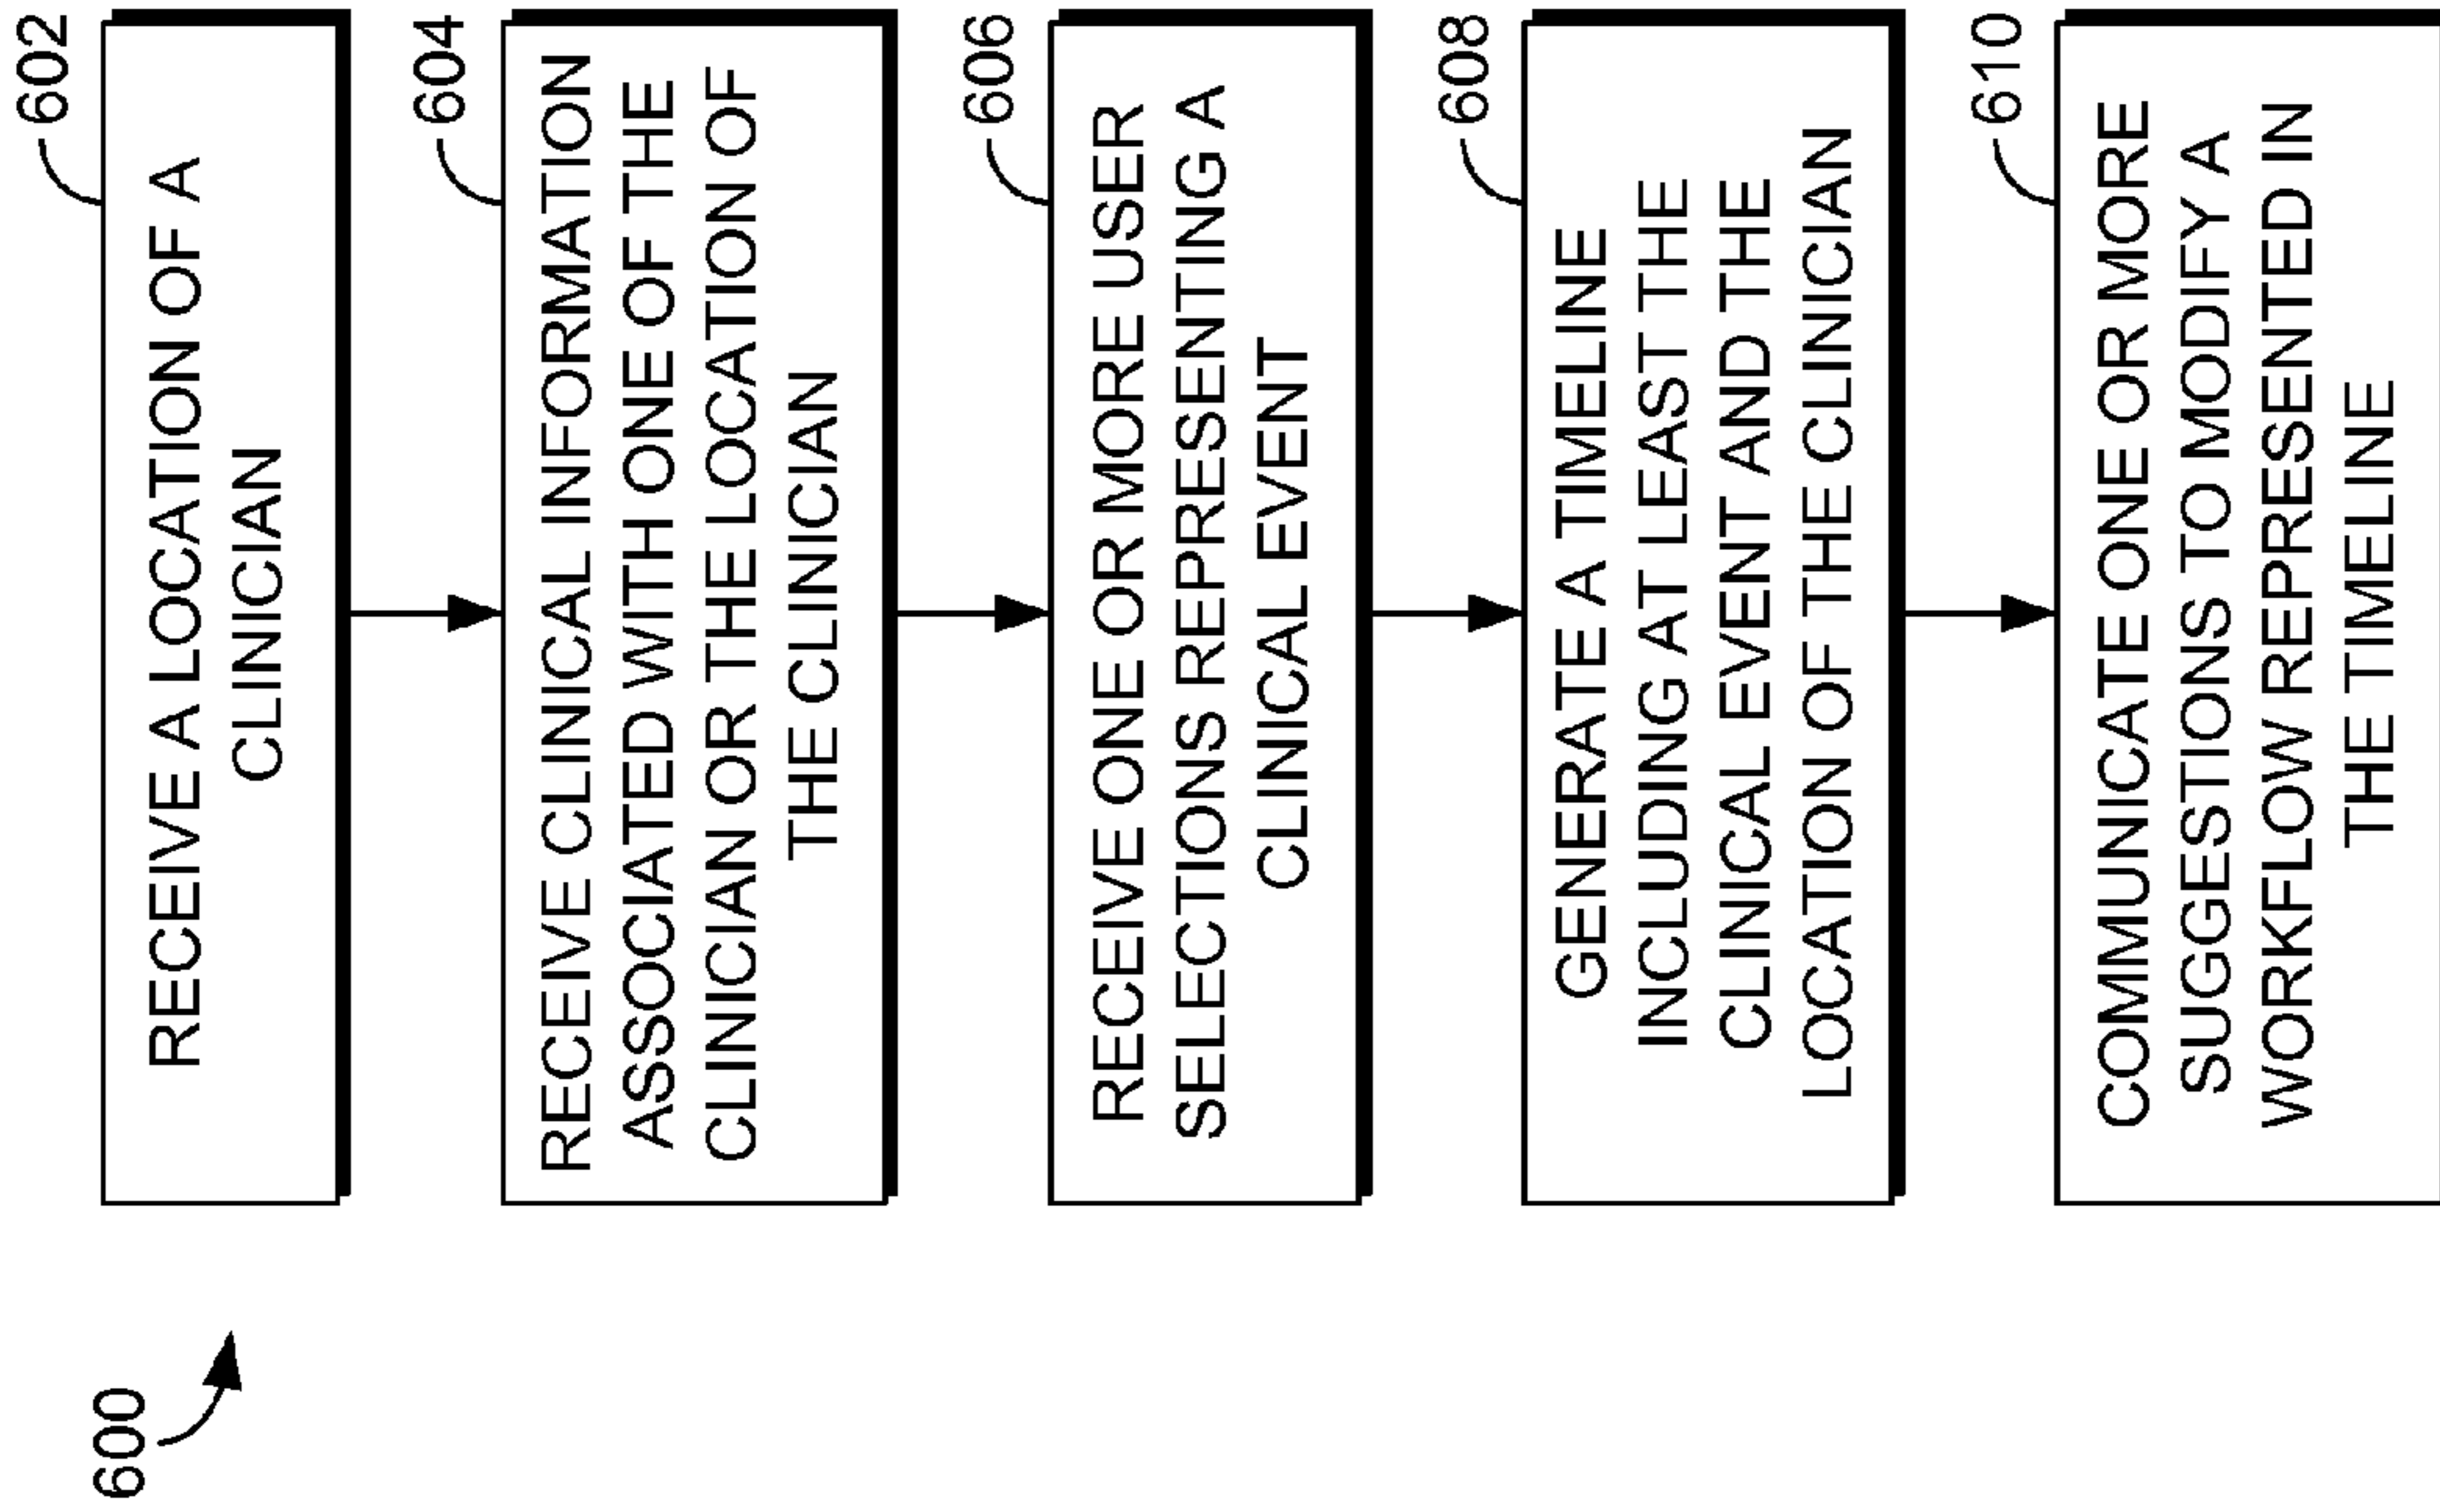 600
602
RECEIVE A LOCATION OF A
CLINICIAN
604
RECEIVE CLINICAL INFORMATION
ASSOCIATED WITH ONE OF THE
CLINICIAN OR THE LOCATION OF
THE CLINICIAN
606
RECEIVE ONE OR MORE USER
SELECTIONS REPRESENTING A
CLINICAL EVENT
608
GENERATE A TIMELINE
INCLUDING AT LEAST THE
CLINICAL EVENT AND THE
LOCATION OF THE CLINICIAN
610
COMMUNICATE ONE OR MORE
SUGGESTIONS TO MODIFY A
WORKFLOW REPRESENTED IN
THE TIMELINE